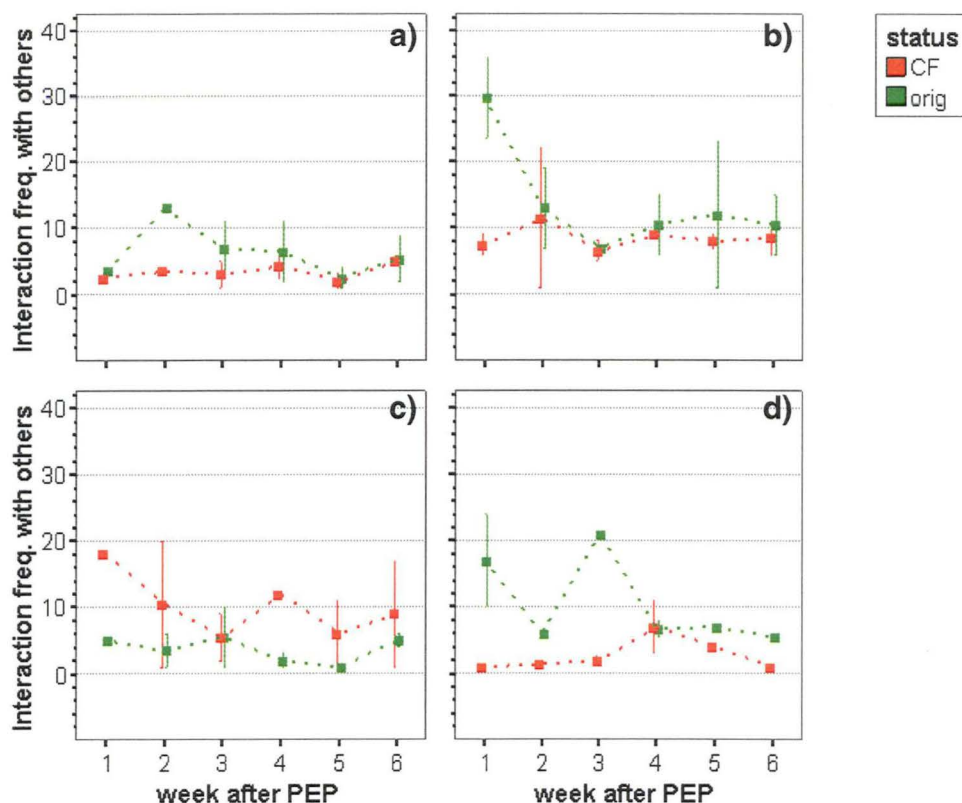 a)
b)
status
CF
orig
Interaction freq. with others
40
30
20
10
0
c)
d)
Interaction freq. with others
40
30
20
10
0
1 2 3 4 5 6
1 2 3 4 5 6
week after PEP
week after PEP